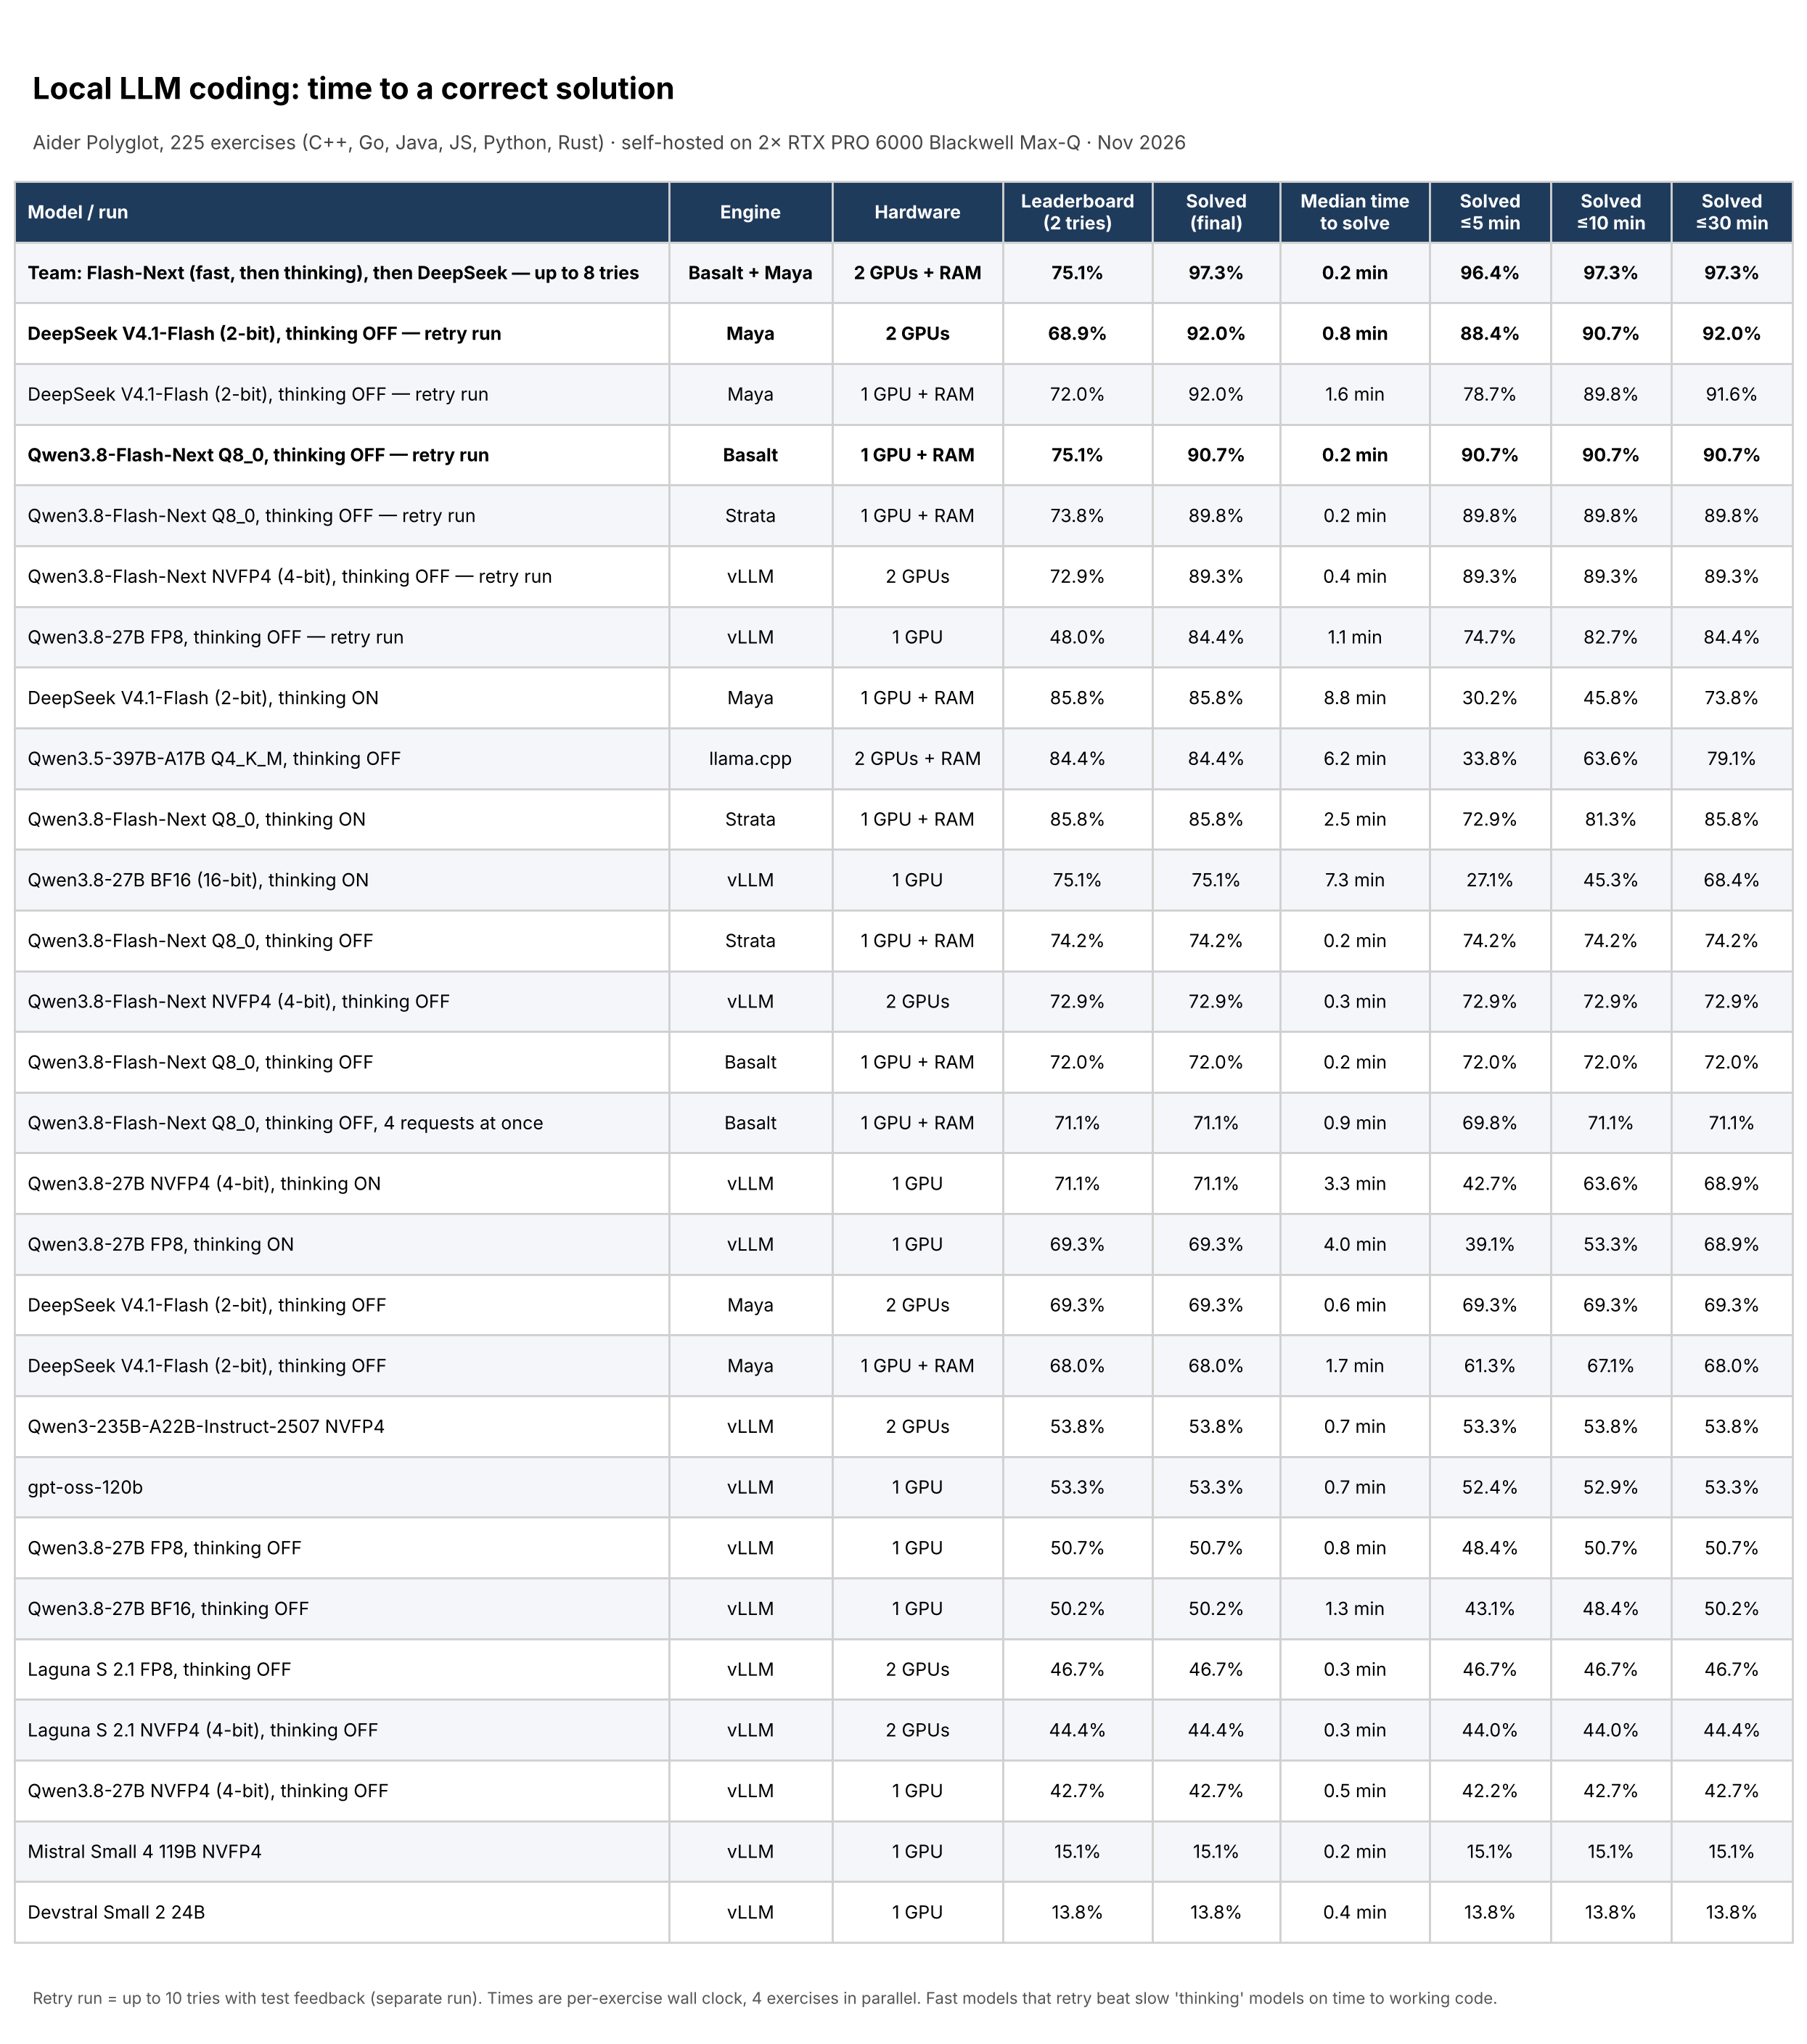 Local LLM coding: time to a correct solution
Aider Polyglot, 225 exercises (C++, Go, Java, JS, Python, Rust) · self-hosted on 2× RTX PRO 6000 Blackwell Max-Q · Nov 2026
Model / run Engine Hardware Leaderboard (2 tries) Solved (final) Median time to solve Solved ≤5 min Solved ≤10 min Solved ≤30 min
Team: Flash-Next (fast, then thinking), then DeepSeek — up to 8 tries Basalt + Maya 2 GPUs + RAM 75.1% 97.3% 0.2 min 96.4% 97.3% 97.3%
DeepSeek V4.1-Flash (2-bit), thinking OFF — retry run Maya 2 GPUs 68.9% 92.0% 0.8 min 88.4% 90.7% 92.0%
DeepSeek V4.1-Flash (2-bit), thinking OFF — retry run Maya 1 GPU + RAM 72.0% 92.0% 1.6 min 78.7% 89.8% 91.6%
Qwen3.8-Flash-Next Q8_0, thinking OFF — retry run Basalt 1 GPU + RAM 75.1% 90.7% 0.2 min 90.7% 90.7% 90.7%
Qwen3.8-Flash-Next Q8_0, thinking OFF — retry run Strata 1 GPU + RAM 73.8% 89.8% 0.2 min 89.8% 89.8% 89.8%
Qwen3.8-Flash-Next NVFP4 (4-bit), thinking OFF — retry run vLLM 2 GPUs 72.9% 89.3% 0.4 min 89.3% 89.3% 89.3%
Qwen3.8-27B FP8, thinking OFF — retry run vLLM 1 GPU 48.0% 84.4% 1.1 min 74.7% 82.7% 84.4%
DeepSeek V4.1-Flash (2-bit), thinking ON Maya 1 GPU + RAM 85.8% 85.8% 8.8 min 30.2% 45.8% 73.8%
Qwen3.5-397B-A17B Q4_K_M, thinking OFF llama.cpp 2 GPUs + RAM 84.4% 84.4% 6.2 min 33.8% 63.6% 79.1%
Qwen3.8-Flash-Next Q8_0, thinking ON Strata 1 GPU + RAM 85.8% 85.8% 2.5 min 72.9% 81.3% 85.8%
Qwen3.8-27B BF16 (16-bit), thinking ON vLLM 1 GPU 75.1% 75.1% 7.3 min 27.1% 45.3% 68.4%
Qwen3.8-Flash-Next Q8_0, thinking OFF Strata 1 GPU + RAM 74.2% 74.2% 0.2 min 74.2% 74.2% 74.2%
Qwen3.8-Flash-Next NVFP4 (4-bit), thinking OFF vLLM 2 GPUs 72.9% 72.9% 0.3 min 72.9% 72.9% 72.9%
Qwen3.8-Flash-Next Q8_0, thinking OFF Basalt 1 GPU + RAM 72.0% 72.0% 0.2 min 72.0% 72.0% 72.0%
Qwen3.8-Flash-Next Q8_0, thinking OFF, 4 requests at once Basalt 1 GPU + RAM 71.1% 71.1% 0.9 min 69.8% 71.1% 71.1%
Qwen3.8-27B NVFP4 (4-bit), thinking ON vLLM 1 GPU 71.1% 71.1% 3.3 min 42.7% 63.6% 68.9%
Qwen3.8-27B FP8, thinking ON vLLM 1 GPU 69.3% 69.3% 4.0 min 39.1% 53.3% 68.9%
DeepSeek V4.1-Flash (2-bit), thinking OFF Maya 2 GPUs 69.3% 69.3% 0.6 min 69.3% 69.3% 69.3%
DeepSeek V4.1-Flash (2-bit), thinking OFF Maya 1 GPU + RAM 68.0% 68.0% 1.7 min 61.3% 67.1% 68.0%
Qwen3-235B-A22B-Instruct-2507 NVFP4 vLLM 2 GPUs 53.8% 53.8% 0.7 min 53.3% 53.8% 53.8%
gpt-oss-120b vLLM 1 GPU 53.3% 53.3% 0.7 min 52.4% 52.9% 53.3%
Qwen3.8-27B FP8, thinking OFF vLLM 1 GPU 50.7% 50.7% 0.8 min 48.4% 50.7% 50.7%
Qwen3.8-27B BF16, thinking OFF vLLM 1 GPU 50.2% 50.2% 1.3 min 43.1% 48.4% 50.2%
Laguna S 2.1 FP8, thinking OFF vLLM 2 GPUs 46.7% 46.7% 0.3 min 46.7% 46.7% 46.7%
Laguna S 2.1 NVFP4 (4-bit), thinking OFF vLLM 2 GPUs 44.4% 44.4% 0.3 min 44.0% 44.0% 44.4%
Qwen3.8-27B NVFP4 (4-bit), thinking OFF vLLM 1 GPU 42.7% 42.7% 0.5 min 42.2% 42.7% 42.7%
Mistral Small 4 119B NVFP4 vLLM 1 GPU 15.1% 15.1% 0.2 min 15.1% 15.1% 15.1%
Devstral Small 2 24B vLLM 1 GPU 13.8% 13.8% 0.4 min 13.8% 13.8% 13.8%
Retry run = up to 10 tries with test feedback (separate run). Times are per-exercise wall clock, 4 exercises in parallel. Fast models that retry beat slow 'thinking' models on time to working code.